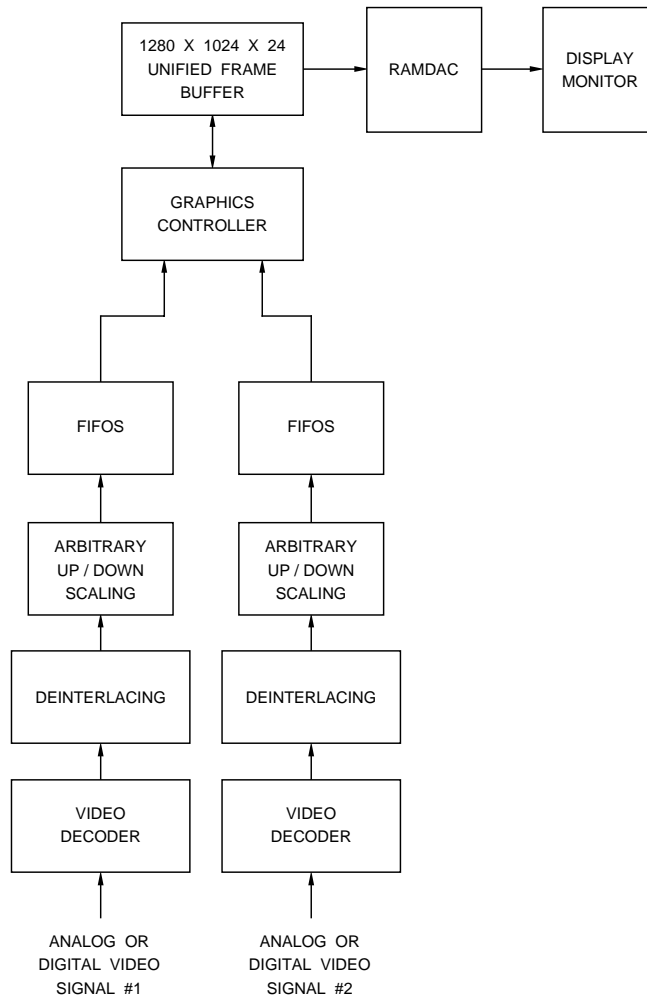 1280 X 1024 X 24
UNIFIED FRAME
BUFFER
RAMDAC
DISPLAY
MONITOR
GRAPHICS
CONTROLLER
FIFOS
FIFOS
ARBITRARY
UP / DOWN
SCALING
ARBITRARY
UP / DOWN
SCALING
DEINTERLACING
DEINTERLACING
VIDEO
DECODER
VIDEO
DECODER
ANALOG OR
DIGITAL VIDEO
SIGNAL #1
ANALOG OR
DIGITAL VIDEO
SIGNAL #2